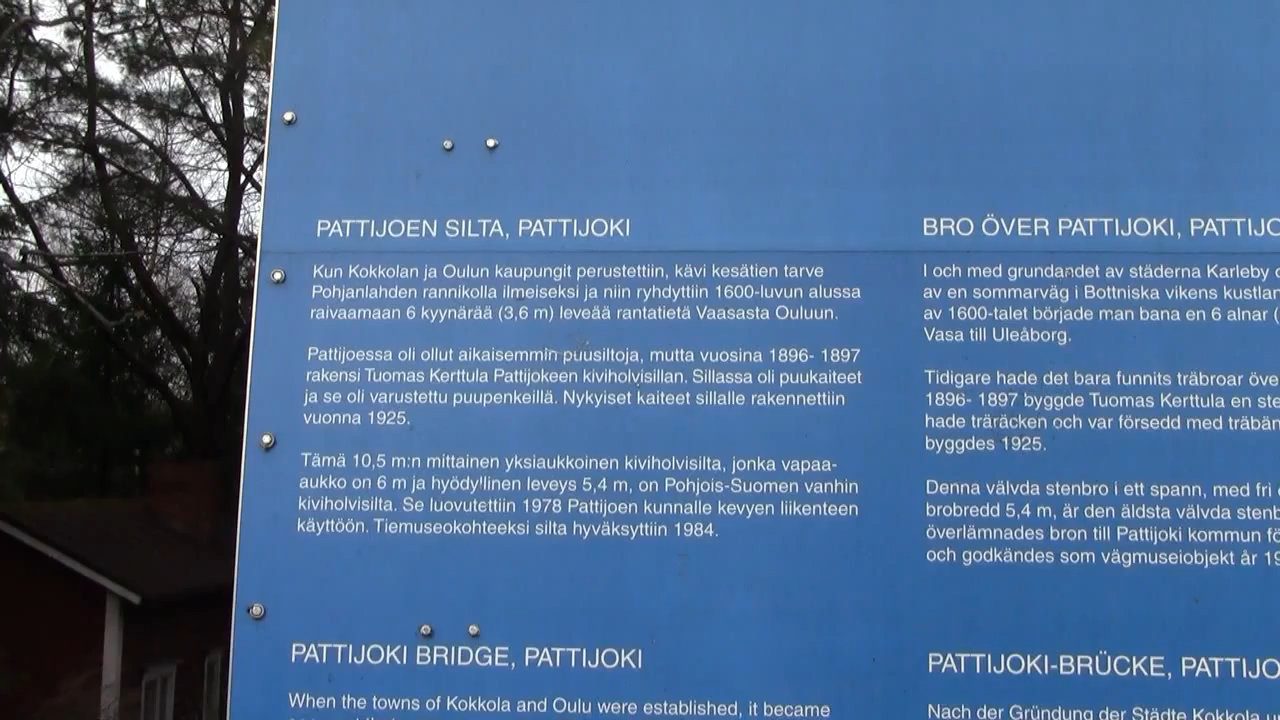 PATTIJOEN SILTA, PATTIJOKI
Kun Kokkolan ja Oulun kaupungit perustettiin, kävi kesätien tarve
Pohjanlahden rannikolla ilmeiseksi ja niin ryhdyttiin 1600-luvun alussa
raivaamaan 6 kyynärää (3,6 m) leveää rantatietä Vaasasta Ouluun.
Pattijoessa oli ollut aikaisemmin puusiltoja, mutta vuosina 1896- 1897
rakensi Tuomas Kerttula Pattijokeen kiviholvisillan. Sillassa oli puukaiteet
ja se oli varustettu puupenkeillä. Nykyiset kaiteet sillalle rakennettiin
vuonna 1925.
Tämä 10,5 m:n mittainen yksiaukkoinen kiviholvisilta, jonka vapaa-
aukko on 6 m ja hyödyllinen leveys 5,4 m, on Pohjois-Suomen vanhin
kiviholvisilta. Se luovutettiin 1978 Pattijoen kunnalle kevyen liikenteen
käyttöön. Tiemuseokohteeksi silta hyväksyttiin 1984.
BRO ÖVER PATTIJOKI, PATTIJO
I och med grundandet av städerna Karleby
av en sommarväg i Bottniska vikens kustlan
av 1600-talet började man bana en 6 alnar (
Vasa till Uleåborg.
Tidigare hade det bara funnits träbroar öve
1896- 1897 byggde Tuomas Kerttula en ste
hade träräcken och var försedd med träbän
byggdes 1925.
Denna välvda stenbro i ett spann, med fri
brobredd 5,4 m, är den äldsta välvda stenb
överlämnades bron till Pattijoki kommun fö
och godkändes som vägmuseiobjekt år 19
PATTIJOKI BRIDGE, PATTIJOKI
When the towns of Kokkola and Oulu were established, it became
PATTIJOKI-BRÜCKE, PATTIJO
Nach der Gründung der Städte Kokkola